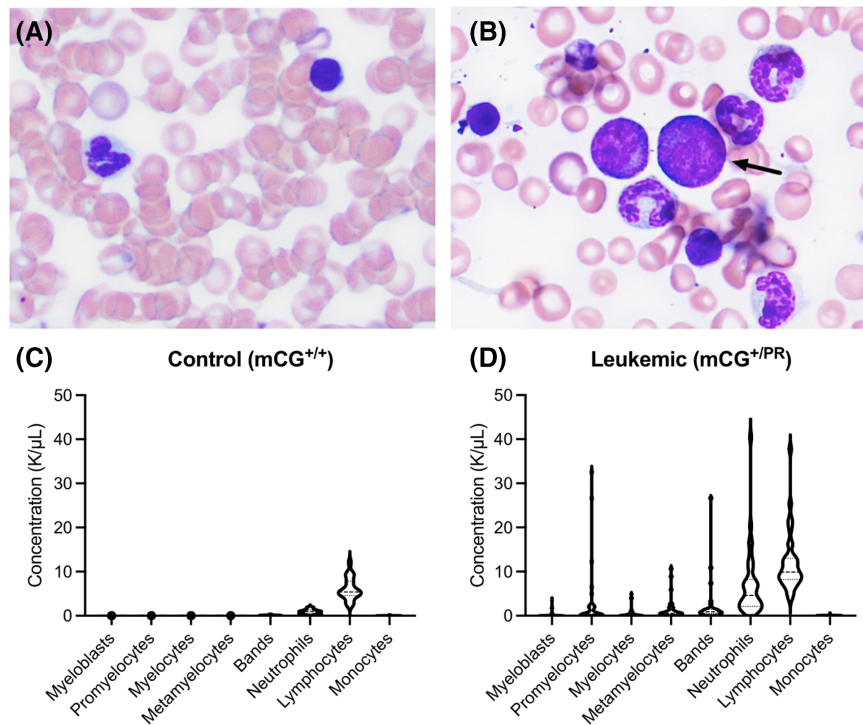 (A)
(B)
(C) Control (mCG+/+)
Concentration (K/μL)
50
40
30
20
10
0
Myeloblasts
Promyelocytes
Myelocytes
Metamyelocytes
Bands
Neutrophils
Lymphocytes
Monocytes
(D) Leukemic (mCG+/PR)
Concentration (K/μL)
50
40
30
20
10
0
Myeloblasts
Promyelocytes
Myelocytes
Metamyelocytes
Bands
Neutrophils
Lymphocytes
Monocytes